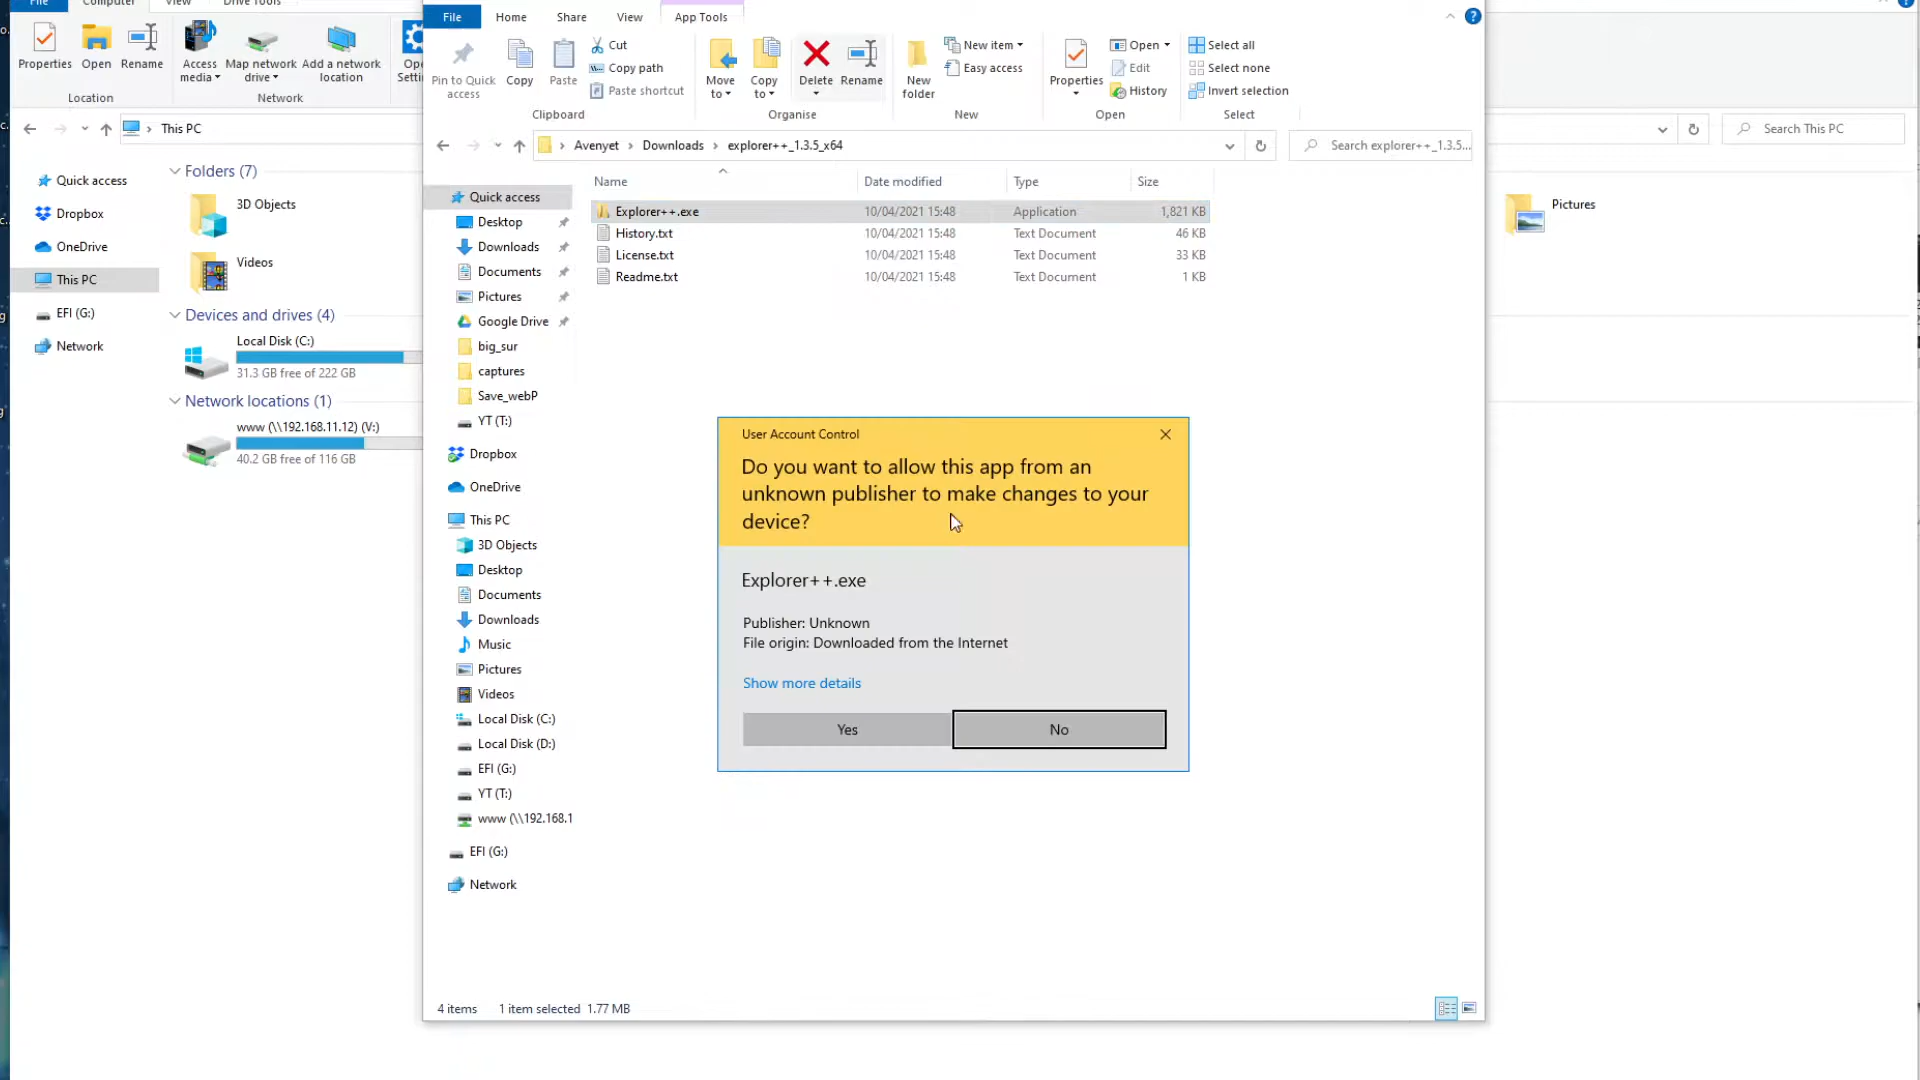 File
Computer
View
Drive Tools
Properties
Open
Rename
Access media
Map network drive
Add a network location
Location
Network
This PC
Quick access
Dropbox
OneDrive
This PC
EFI (G:)
Network
Folders (7)
3D Objects
Videos
Devices and drives (4)
Local Disk (C:)
31.3 GB free of 222 GB
Network locations (1)
www (\\192.168.11.12) (V:)
40.2 GB free of 116 GB
File
Home
Share
View
App Tools
Pin to Quick access
Copy
Paste
Cut
Copy path
Paste shortcut
Clipboard
Move to
Copy to
Delete
Rename
Organise
New folder
New item
Easy access
New
Properties
Open
Edit
History
Open
Select all
Select none
Invert selection
Select
Avenyet
Downloads
explorer++_1.3.5_x64
Search explorer++_1.3.5...
Name
Date modified
Type
Size
Explorer++.exe 10/04/2021 15:48 Application 1,821 KB
History.txt 10/04/2021 15:48 Text Document 46 KB
License.txt 10/04/2021 15:48 Text Document 33 KB
Readme.txt 10/04/2021 15:48 Text Document 1 KB
Quick access
Desktop
Downloads
Documents
Pictures
Google Drive
big_sur
captures
Save_webP
YT (T:)
Dropbox
OneDrive
This PC
3D Objects
Desktop
Documents
Downloads
Music
Pictures
Videos
Local Disk (C:)
Local Disk (D:)
EFI (G:)
YT (T:)
www (\\192.168.1
EFI (G:)
Network
User Account Control
Do you want to allow this app from an
unknown publisher to make changes to your
device?
Explorer++.exe
Publisher: Unknown
File origin: Downloaded from the Internet
Show more details
Yes
No
4 items
1 item selected 1.77 MB
Search This PC
Pictures